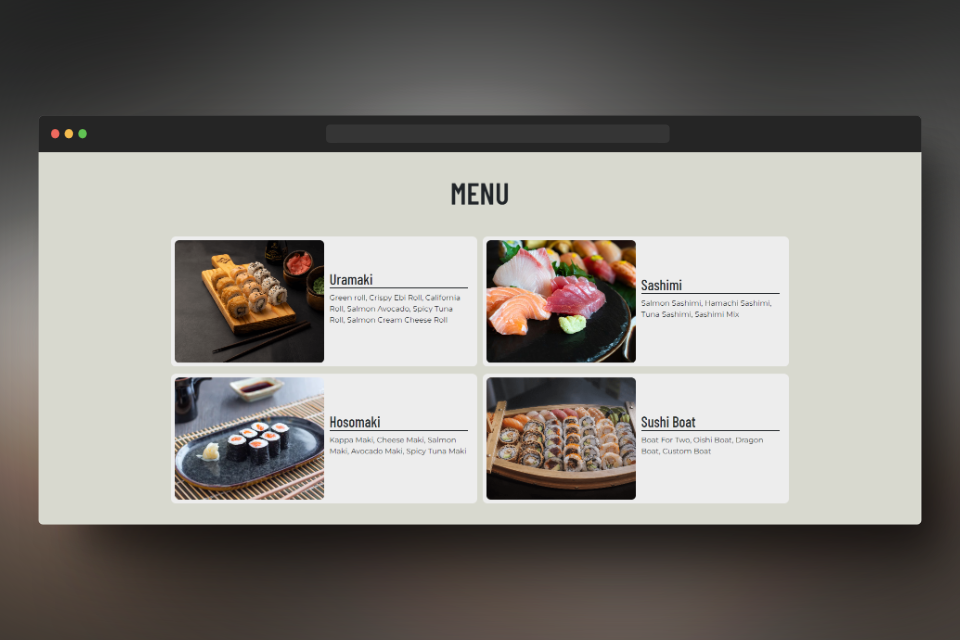 MENU
Uramaki
Green roll, Crispy Ebi Roll, California
Roll, Salmon Avocado, Spicy Tuna
Roll, Salmon Cream Cheese Roll
Sashimi
Salmon Sashimi, Hamachi Sashimi,
Tuna Sashimi, Sashimi Mix
Hosomaki
Kappa Maki, Cheese Maki, Salmon
Maki, Avocado Maki, Spicy Tuna Maki
Sushi Boat
Boat For Two, Oishi Boat, Dragon
Boat, Custom Boat